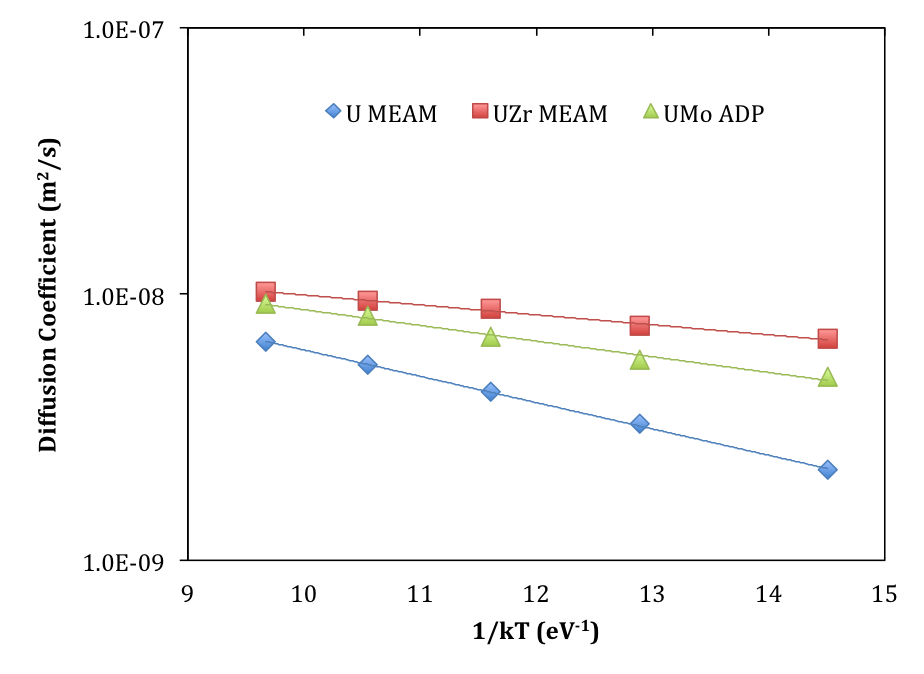 1.0E-07
U MEAM UZr MEAM UMo ADP
Diffusion Coefficient (m²/s)
1.0E-08
1.0E-09
9 10 11 12 13 14 15
1/kT (eV⁻¹)